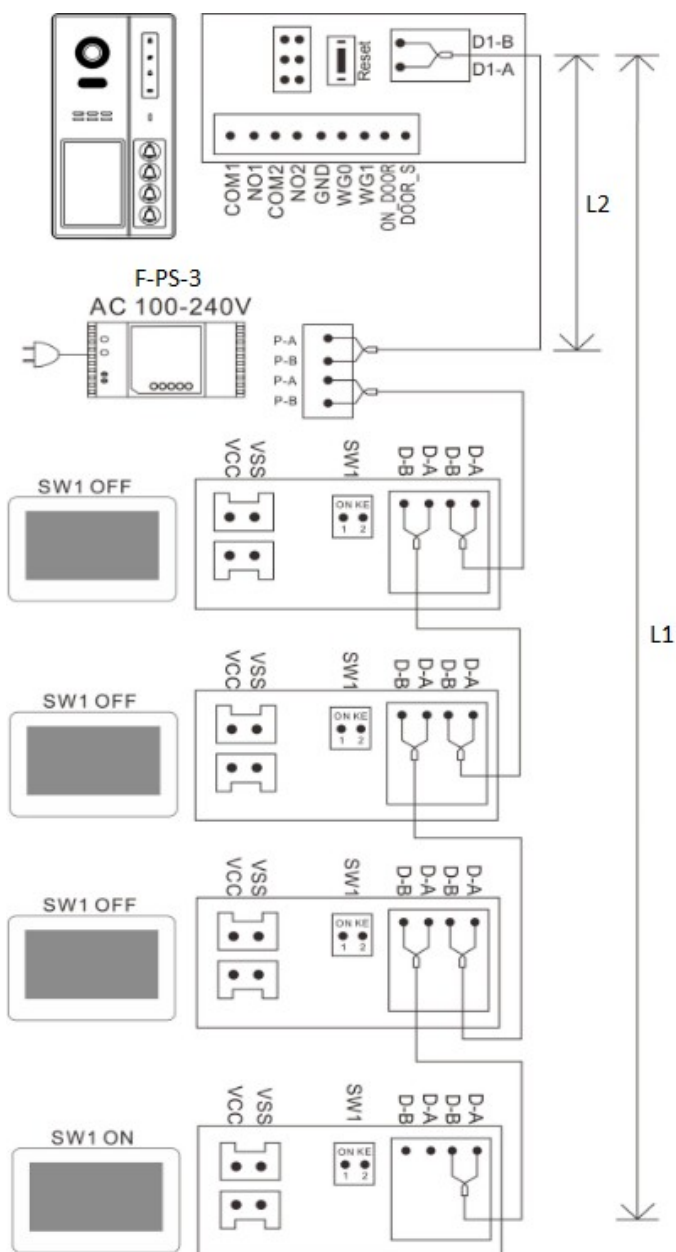 D1-B
D1-A
Reset
COM1
NO1
COM2
NO2
GND
WG0
WG1
ON_DOOR
DOOR_S
L2
F-PS-3
AC 100-240V
P-A
P-B
P-A
P-B
L1
VCC
VSS
SW1
D-B
D-A
D-B
D-A
SW1 OFF
ON KE
1 2
VCC
VSS
SW1
D-B
D-A
D-B
D-A
SW1 OFF
ON KE
1 2
VCC
VSS
SW1
D-B
D-A
D-B
D-A
SW1 OFF
ON KE
1 2
VCC
VSS
SW1
D-B
D-A
D-B
D-A
SW1 ON
ON KE
1 2